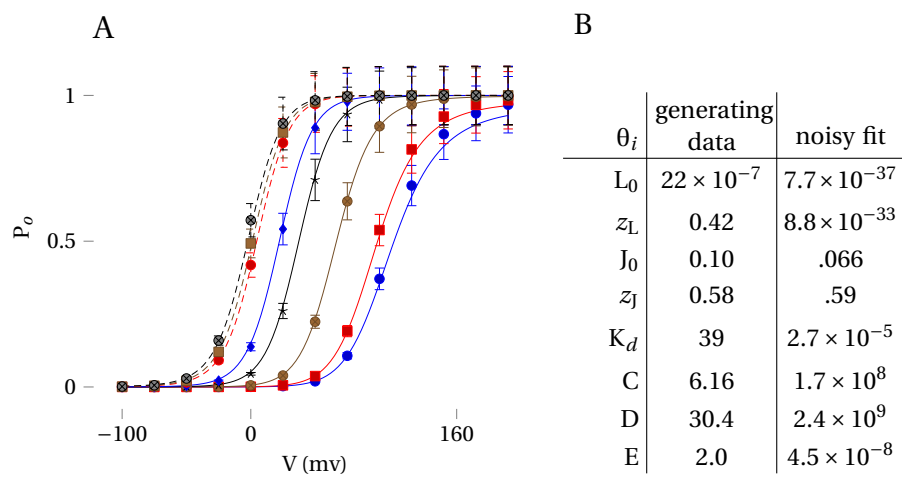 A
1
0.5
0
P_o
−100
0
160
V (mv)
B
θ_i generating data noisy fit
L_0 22 × 10^{-7} 7.7 × 10^{-37}
z_L 0.42 8.8 × 10^{-33}
J_0 0.10 .066
z_J 0.58 .59
K_d 39 2.7 × 10^{-5}
C 6.16 1.7 × 10^8
D 30.4 2.4 × 10^9
E 2.0 4.5 × 10^{-8}